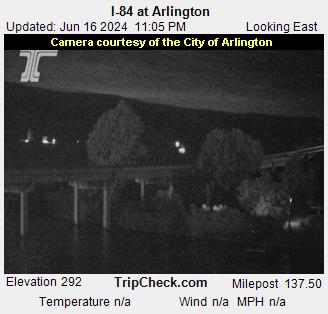 I-84 at Arlington
Updated: Jun 16 2024 11:05 PM Looking East
Camera courtesy of the City of Arlington
Elevation 292 TripCheck.com Milepost 137.50
Temperature n/a Wind n/a MPH n/a